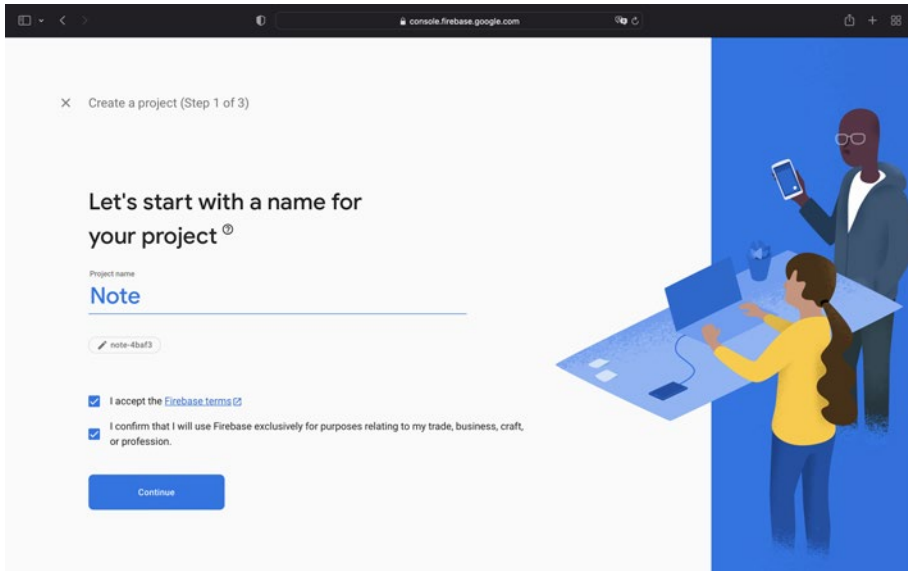 console.firebase.google.com
Create a project (Step 1 of 3)
Let's start with a name for
your project
Project name
Note
note-4baf3
I accept the Firebase terms
I confirm that I will use Firebase exclusively for purposes relating to my trade, business, craft,
or profession.
Continue